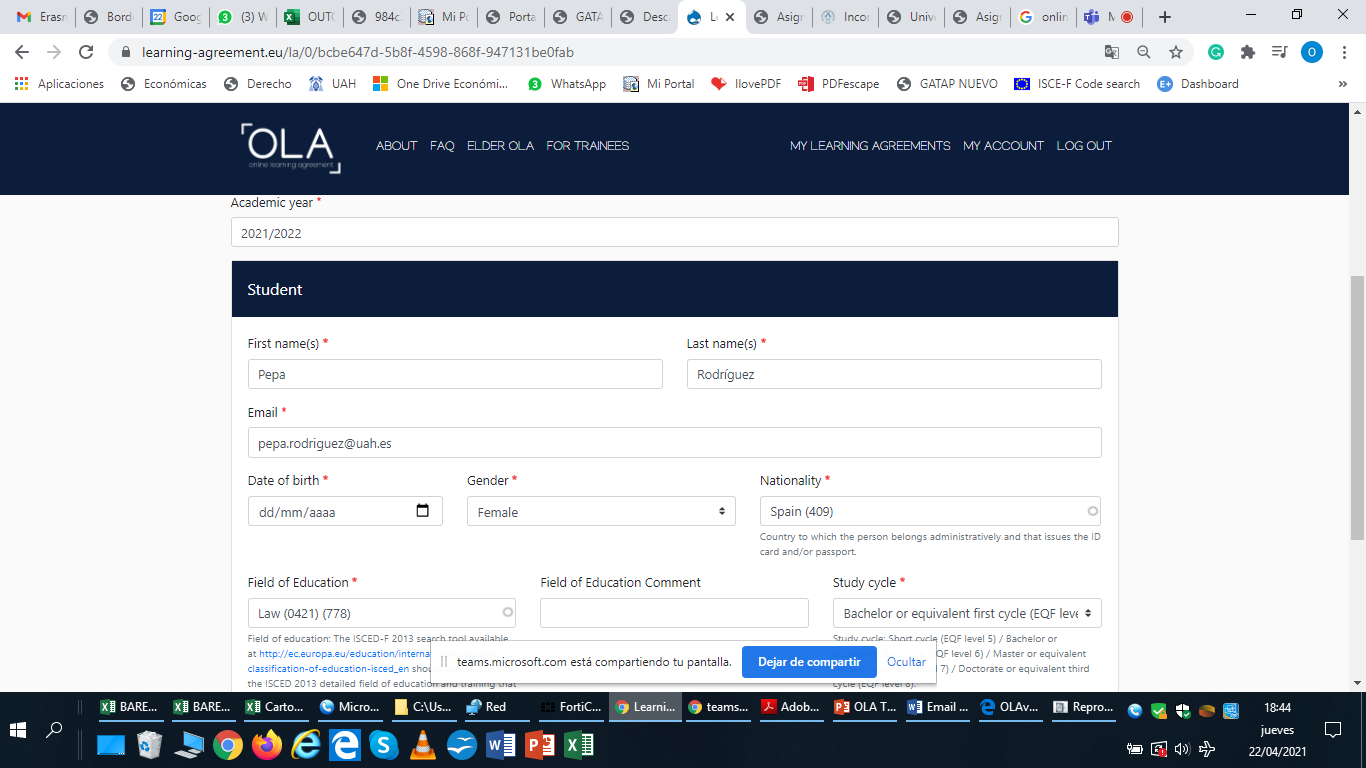 Erasm
Bord
22 Goog
(3) W
OUTG
984c
Mi Po
Porta
GATA
Desca
Le
Asign
Incor
Unive
Asign
onlin
M
learning-agreement.eu/la/0/bcbe647d-5b8f-4598-868f-947131be0fab
O
Aplicaciones
Económicas
Derecho
UAH
One Drive Económi...
3 WhatsApp
Mi Portal
IlovePDF
PDFescape
GATAP NUEVO
ISCE-F Code search
E+ Dashboard
»
OLA
online learning agreement
ABOUT FAQ ELDER OLA FOR TRAINEES
MY LEARNING AGREEMENTS MY ACCOUNT LOG OUT
Academic year *
2021/2022
Student
First name(s) *
Last name(s) *
Pepa
Rodríguez
Email *
pepa.rodriguez@uah.es
Date of birth *
Gender *
Nationality *
dd/mm/aaaa
Female
Spain (409)
Country to which the person belongs administratively and that issues the ID
card and/or passport.
Field of Education *
Field of Education Comment
Study cycle *
Law (0421) (778)
Bachelor or equivalent first cycle (EQF leve
Field of education: The ISCED-F 2013 search tool available
at http://ec.europa.eu/education/interna
classification-of-education-isced_en shou
the ISCED 2013 detailed field of education and training that
Study cycle: Short cycle (EQF level 5) / Bachelor or
QF level 6) / Master or equivalent
7) / Doctorate or equivalent third
cycle (EQF level 8).
teams.microsoft.com está compartiendo tu pantalla.
Dejar de compartir
Ocultar
BARE...
BARE...
Carto...
Micro...
C:\Us...
Red
FortiC...
Learni...
teams...
Adob...
OLA T...
Email ...
OLAv...
Repro...
18:44
jueves
22/04/2021